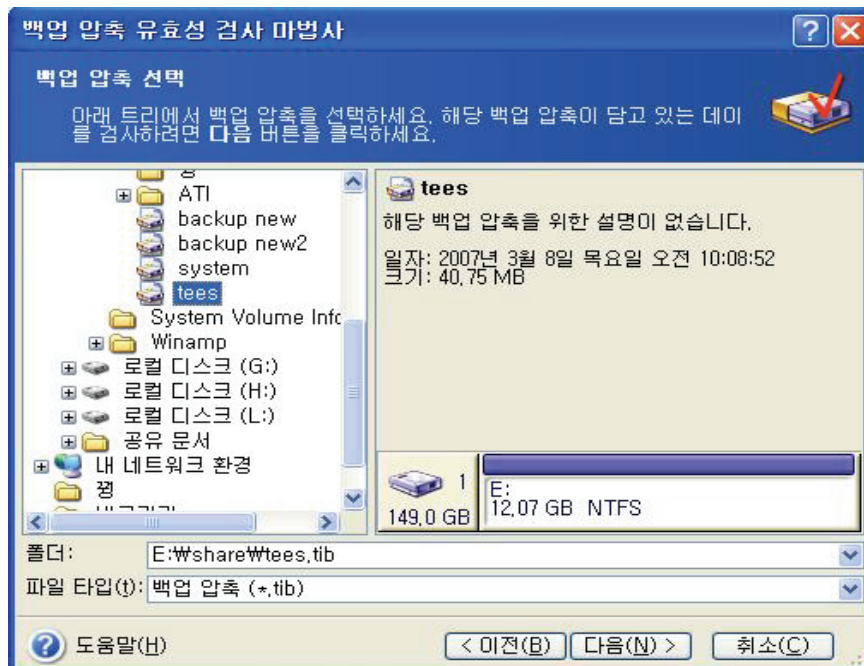 백업 압축 유효성 검사 마법사
백업 압축 선택
아래 트리에서 백업 압축을 선택하세요. 해당 백업 압축이 담고 있는 데이
를 검사하려면 다음 버튼을 클릭하세요.
ATI
backup new
backup new2
system
tees
System Volume Info
Winamp
로컬 디스크 (G:)
로컬 디스크 (H:)
로컬 디스크 (L:)
공유 문서
내 네트워크 환경
tees
해당 백업 압축을 위한 설명이 없습니다.
일자: 2007년 3월 8일 목요일 오전 10:08:52
크기: 40.75 MB
1
149.0 GB
E:
12.07 GB NTFS
폴더: E:₩share₩tees.tib
파일 타입(t): 백업 압축 (*.tib)
도움말(H)
< 이전(B)
다음(N) >
취소(C)